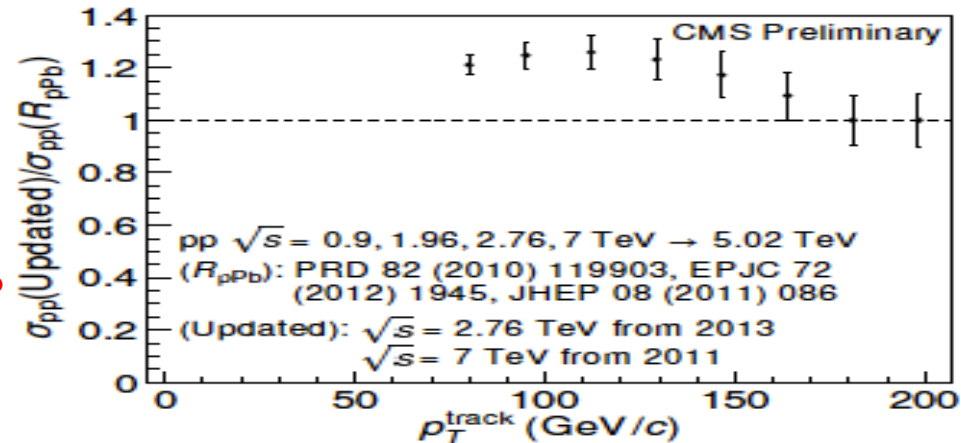 CMS Preliminary
σpp(Updated)/σpp(RpPb)
1.4
1.2
1
0.8
0.6
0.4
0.2
0
pp √s = 0.9, 1.96, 2.76, 7 TeV → 5.02 TeV
(RpPb): PRD 82 (2010) 119903, EPJC 72
(2012) 1945, JHEP 08 (2011) 086
(Updated): √s = 2.76 TeV from 2013
√s = 7 TeV from 2011
0 50 100 150 200
pT^track (GeV/c)